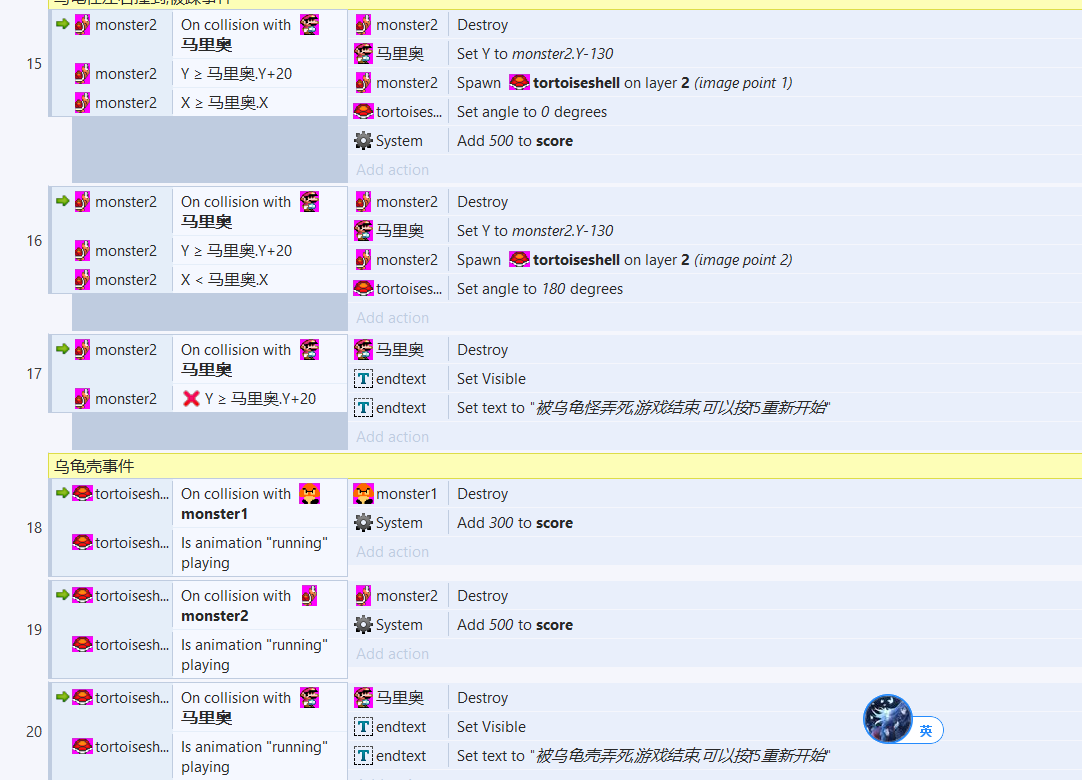 乌龟怪左右撞到,被踩事件
monster2 On collision with 马里奥 monster2 Destroy
马里奥 Set Y to monster2.Y-130
15 monster2 Y ≥ 马里奥.Y+20 monster2 Spawn tortoiseshell on layer 2 (image point 1)
monster2 X ≥ 马里奥.X tortoises... Set angle to 0 degrees
System Add 500 to score
Add action
monster2 On collision with 马里奥 monster2 Destroy
马里奥 Set Y to monster2.Y-130
16 monster2 Y ≥ 马里奥.Y+20 monster2 Spawn tortoiseshell on layer 2 (image point 2)
monster2 X < 马里奥.X tortoises... Set angle to 180 degrees
Add action
monster2 On collision with 马里奥 马里奥 Destroy
17 endtext Set Visible
monster2 Y ≥ 马里奥.Y+20 endtext Set text to "被乌龟怪弄死,游戏结束,可以按f5重新开始"
Add action
乌龟壳事件
tortoisesh... On collision with monster1 monster1 Destroy
18 System Add 300 to score
tortoisesh... Is animation "running" playing Add action
tortoisesh... On collision with monster2 monster2 Destroy
19 System Add 500 to score
tortoisesh... Is animation "running" playing Add action
tortoisesh... On collision with 马里奥 马里奥 Destroy
20 endtext Set Visible
tortoisesh... Is animation "running" playing endtext Set text to "被乌龟壳弄死,游戏结束,可以按f5重新开始"
英